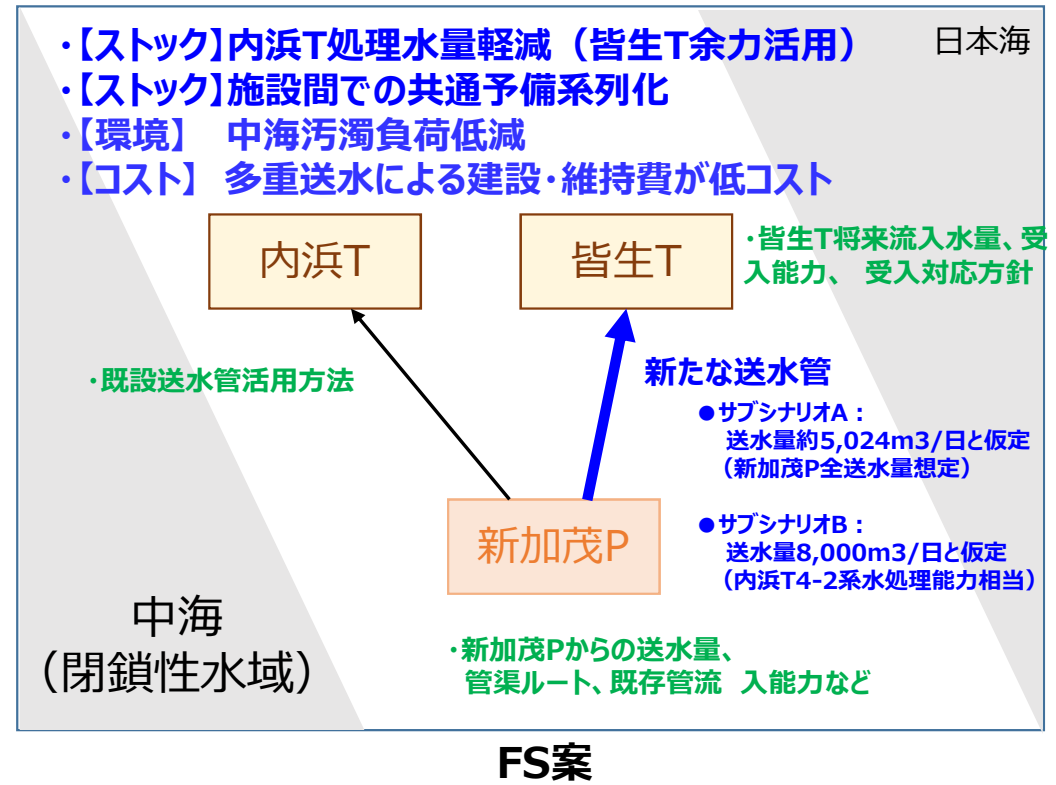 ・【ストック】内浜T処理水量軽減（皆生T余力活用）
日本海
・【ストック】施設間での共通予備系列化
・【環境】 中海汚濁負荷低減
・【コスト】 多重送水による建設・維持費が低コスト
内浜T
皆生T
・皆生T将来流入水量、受
入能力、 受入対応方針
・既設送水管活用方法
新たな送水管
●サブシナリオA：
送水量約5,024m3/日と仮定
（新加茂P全送水量想定）
新加茂P
●サブシナリオB：
送水量8,000m3/日と仮定
（内浜T4-2系水処理能力相当）
中海
（閉鎖性水域）
・新加茂Pからの送水量、
管渠ルート、既存管流 入能力など
FS案